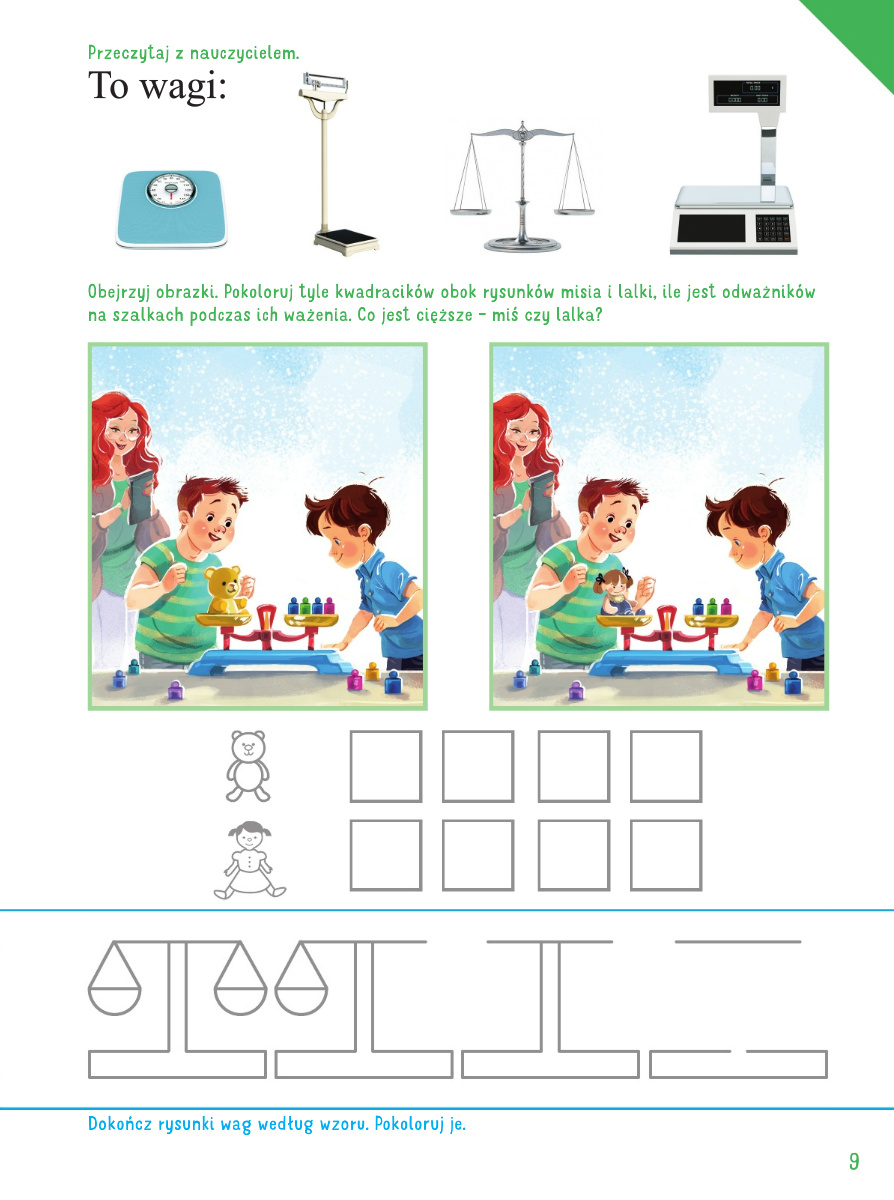 Przeczytaj z nauczycielem.
To wagi:
Obejrzyj obrazki. Pokoloruj tyle kwadracików obok rysunków misia i lalki, ile jest odważników
na szalkach podczas ich ważenia. Co jest cięższe – miś czy lalka?
Dokończ rysunki wag według wzoru. Pokoloruj je.
9